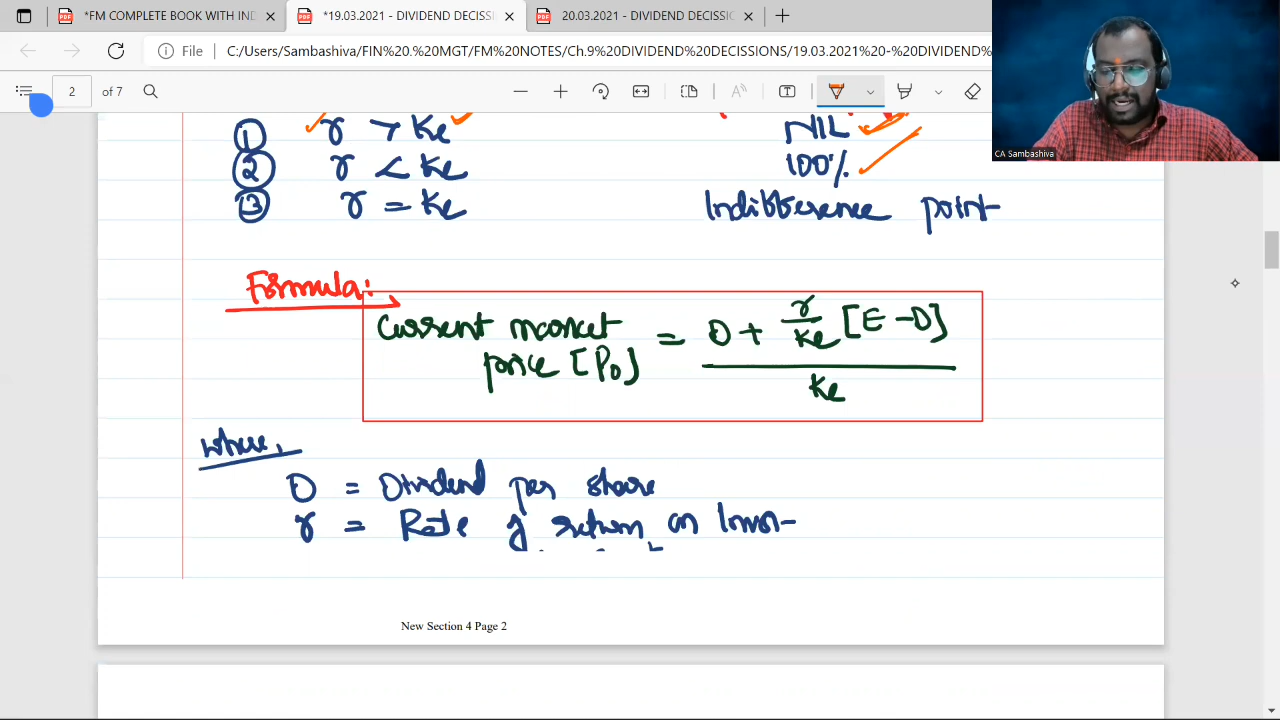 *FM COMPLETE BOOK WITH IND
*19.03.2021 - DIVIDEND DECISSI
20.03.2021 - DIVIDEND DECISSIC
File
C:/Users/Sambashiva/FIN%20.%20MGT/FM%20NOTES/Ch.9%20DIVIDEND%20DECISSIONS/19.03.2021%20-%20DIVIDEND%
2 of 7
CA Sambashiva
① r > Ke NIL
② r < Ke 100%
③ r = Ke Indifference point
Formula:
Current market price [P0] = D + r/Ke [E - D] / Ke
where,
D = Dividend per share
r = Rate of return on Invest-
New Section 4 Page 2